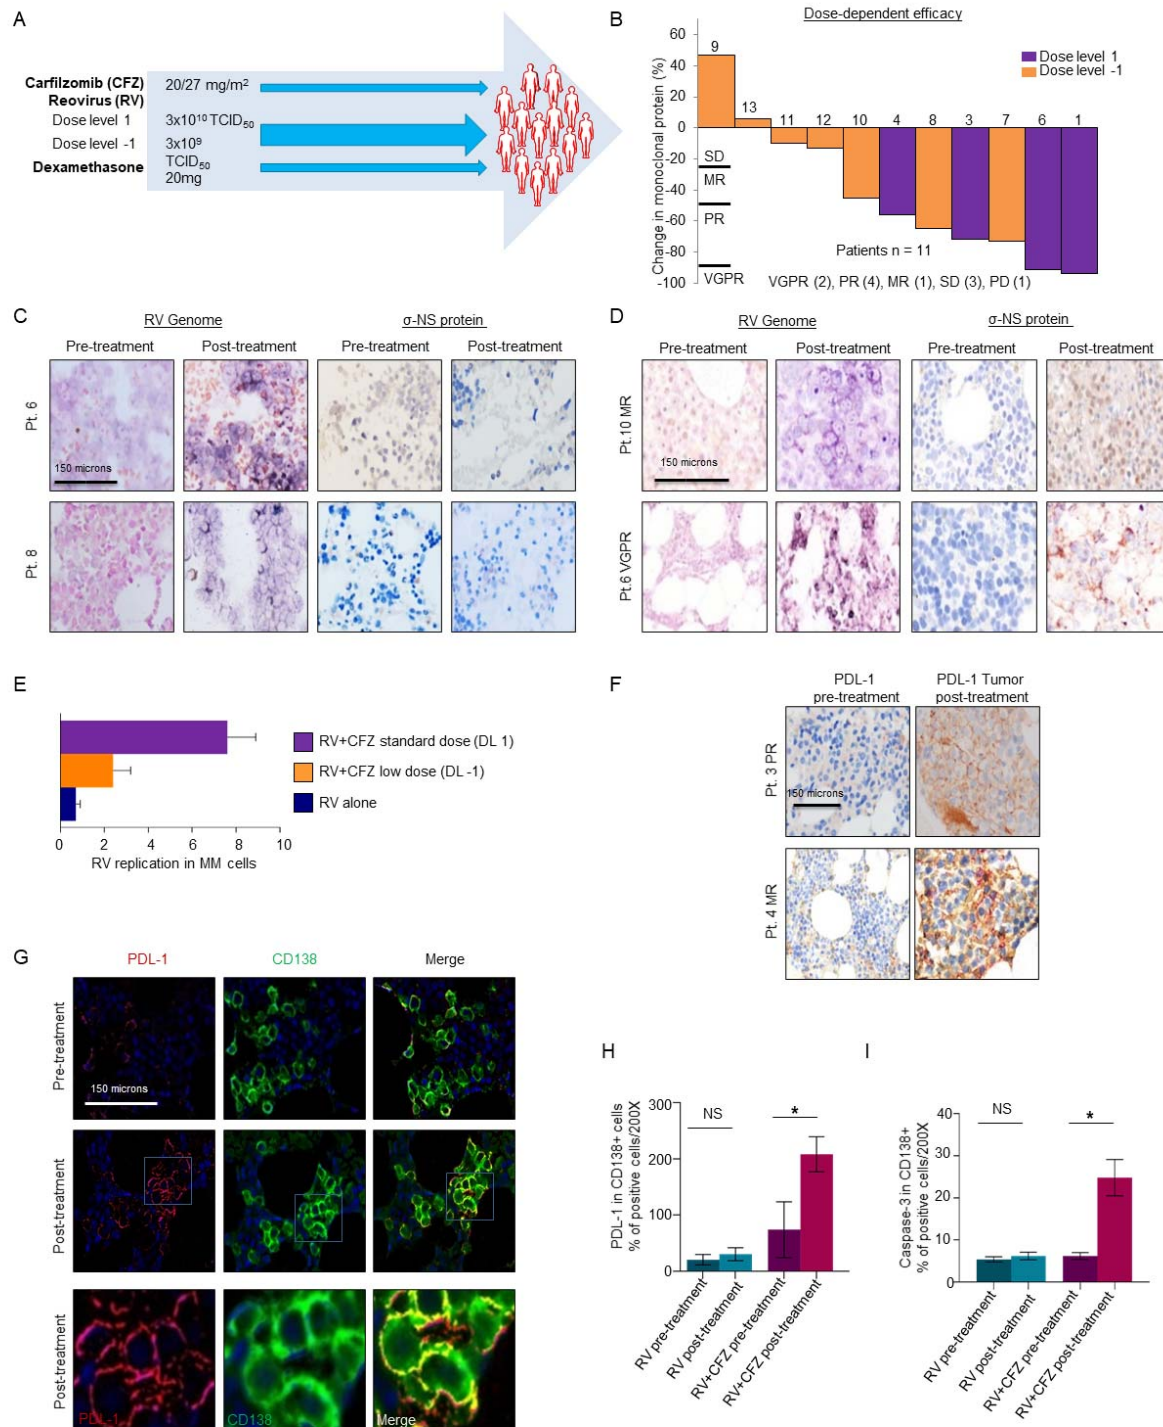 A
Carfilzomib (CFZ) 20/27 mg/m²
Reovirus (RV)
Dose level 1 3x10¹⁰ TCID₅₀
Dose level -1 3x10⁹
TCID₅₀
Dexamethasone
20mg
B
Dose-dependent efficacy
Change in monoclonal protein (%)
60
40
20
0
-20
-40
-60
-80
-100
9
13
11
12
10
4
8
3
7
6
1
Dose level 1
Dose level -1
SD
MR
PR
VGPR
Patients n = 11
VGPR (2), PR (4), MR (1), SD (3), PD (1)
C
RV Genome σ-NS protein
Pre-treatment Post-treatment Pre-treatment Post-treatment
Pt. 6
150 microns
Pt. 8
D
RV Genome σ-NS protein
Pre-treatment Post-treatment Pre-treatment Post-treatment
Pt.10 MR
150 microns
Pt.6 VGPR
E
RV+CFZ standard dose (DL 1)
RV+CFZ low dose (DL -1)
RV alone
0 2 4 6 8 10
RV replication in MM cells
F
PDL-1 pre-treatment
PDL-1 Tumor post-treatment
Pt. 3 PR
150 microns
Pt. 4 MR
G
PDL-1 CD138 Merge
Pre-treatment
150 microns
Post-treatment
Post-treatment
PDL-1 CD138 Merge
H
PDL-1 in CD138+ cells
% of positive cells/200X
300
200
100
0
NS
*
RV pre-treatment
RV post-treatment
RV+CFZ pre-treatment
RV+CFZ post-treatment
I
Caspase-3 in CD138+
% of positive cells/200X
40
30
20
10
0
NS
*
RV pre-treatment
RV post-treatment
RV+CFZ pre-treatment
RV+CFZ post-treatment